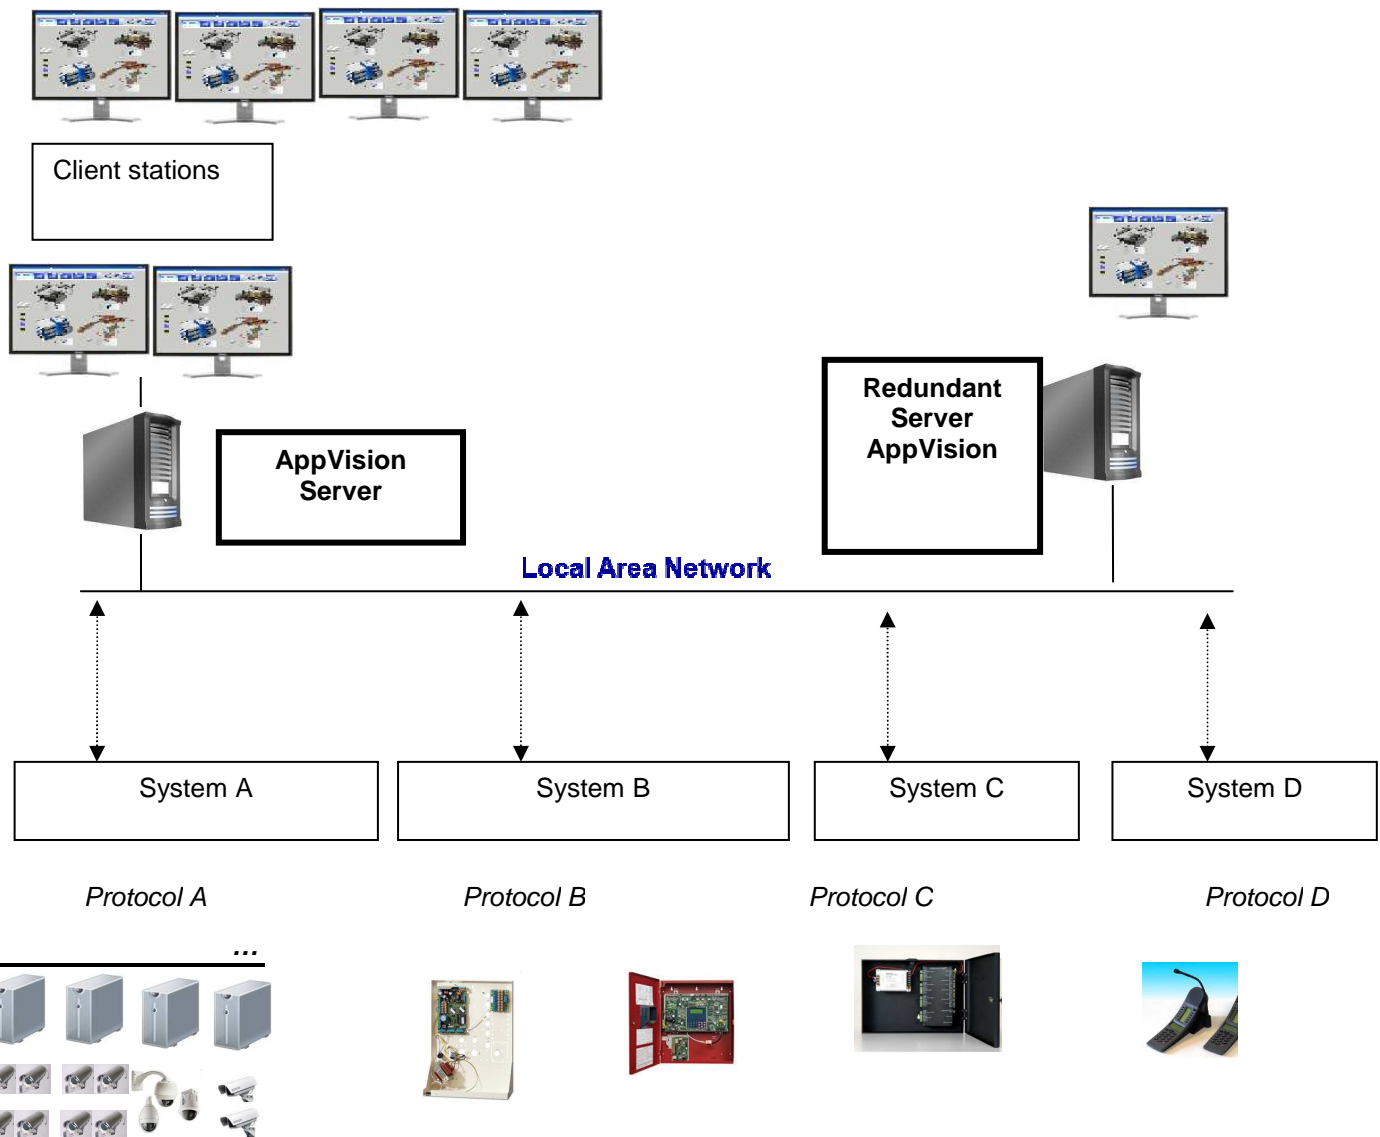 Client stations
Redundant
Server
AppVision
AppVision
Server
Local Area Network
System A
System B
System C
System D
Protocol A
Protocol B
Protocol C
Protocol D
...